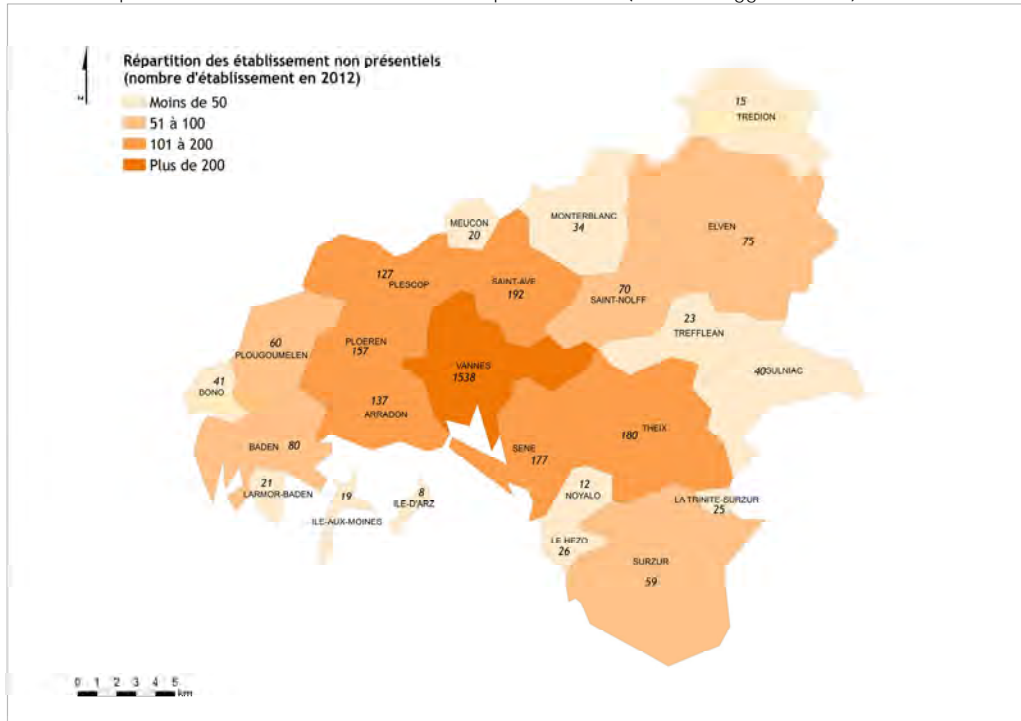 Répartition des établissement non présentiels
(nombre d'établissement en 2012)
Moins de 50
51 à 100
101 à 200
Plus de 200
15
TREDION
MEUCON
20
MONTERBLANC
34
ELVEN
75
127
PLESCOP
SAINT-AVE
192
70
SAINT-NOLFF
23
TREFFLEAN
60
PLOUGOUMELEN
PLOEREN
157
VANNES
1538
40 SULNIAC
41
BONO
137
ARRADON
180 THEIX
BADEN 80
SENE
177
21
LARMOR-BADEN
19
ILE-AUX-MOINES
8
ILE-D'ARZ
12
NOYALO
LA TRINITE-SURZUR
25
LE HEZO
26
SURZUR
59
0 1 2 3 4 5
km